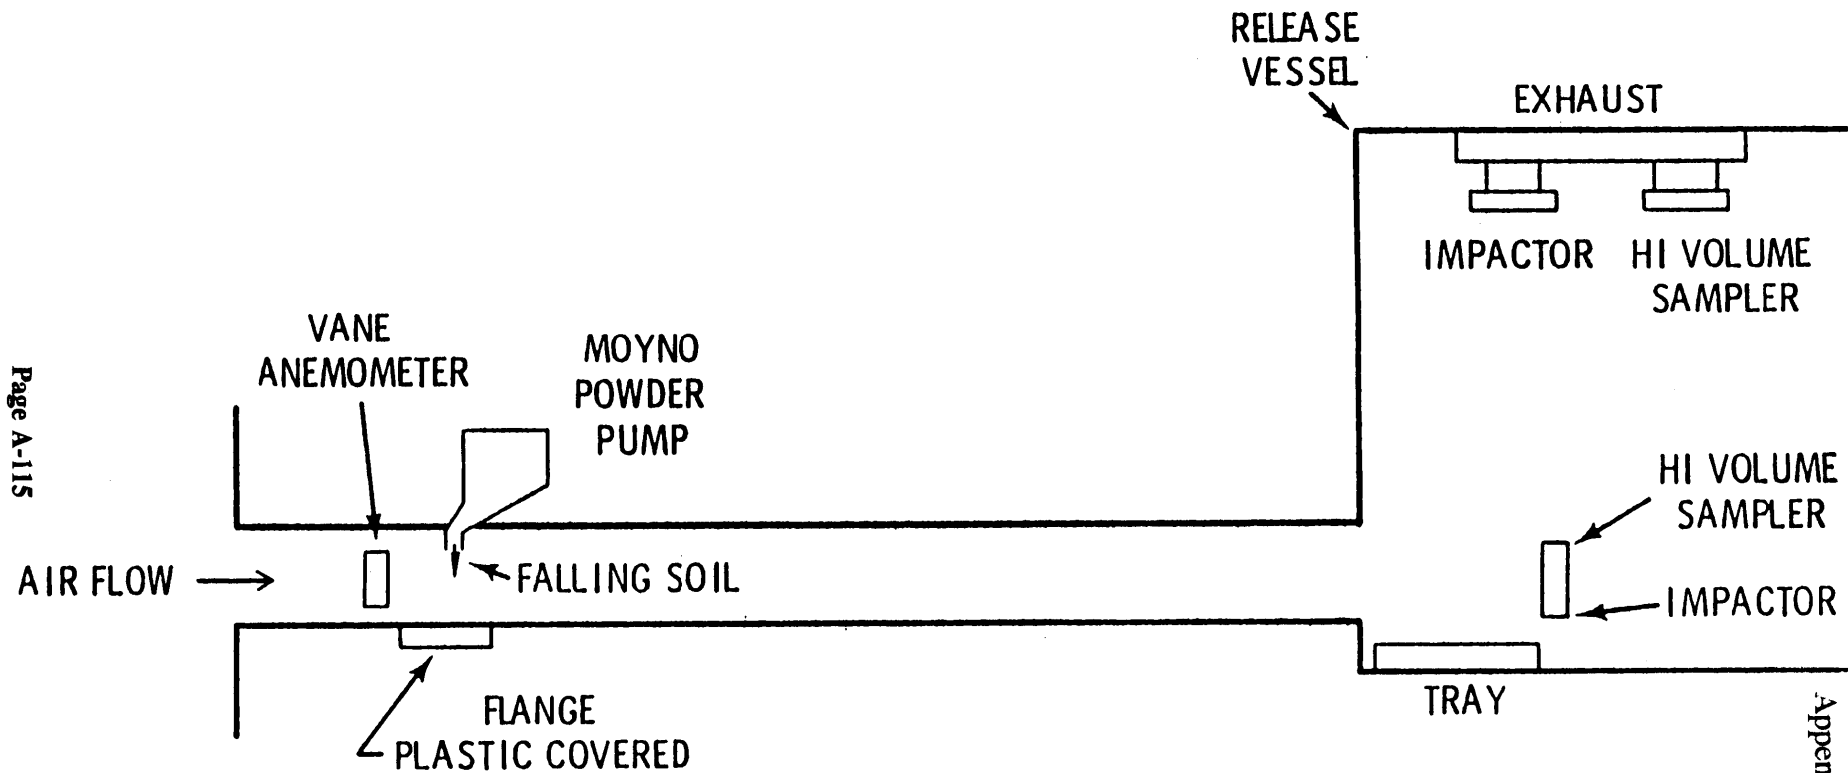 RELEASE
VESSEL
EXHAUST
IMPACTOR
HI VOLUME
SAMPLER
VANE
ANEMOMETER
MOYNO
POWDER
PUMP
HI VOLUME
SAMPLER
AIR FLOW
FALLING SOIL
IMPACTOR
TRAY
FLANGE
PLASTIC COVERED
Page A-115
Appen